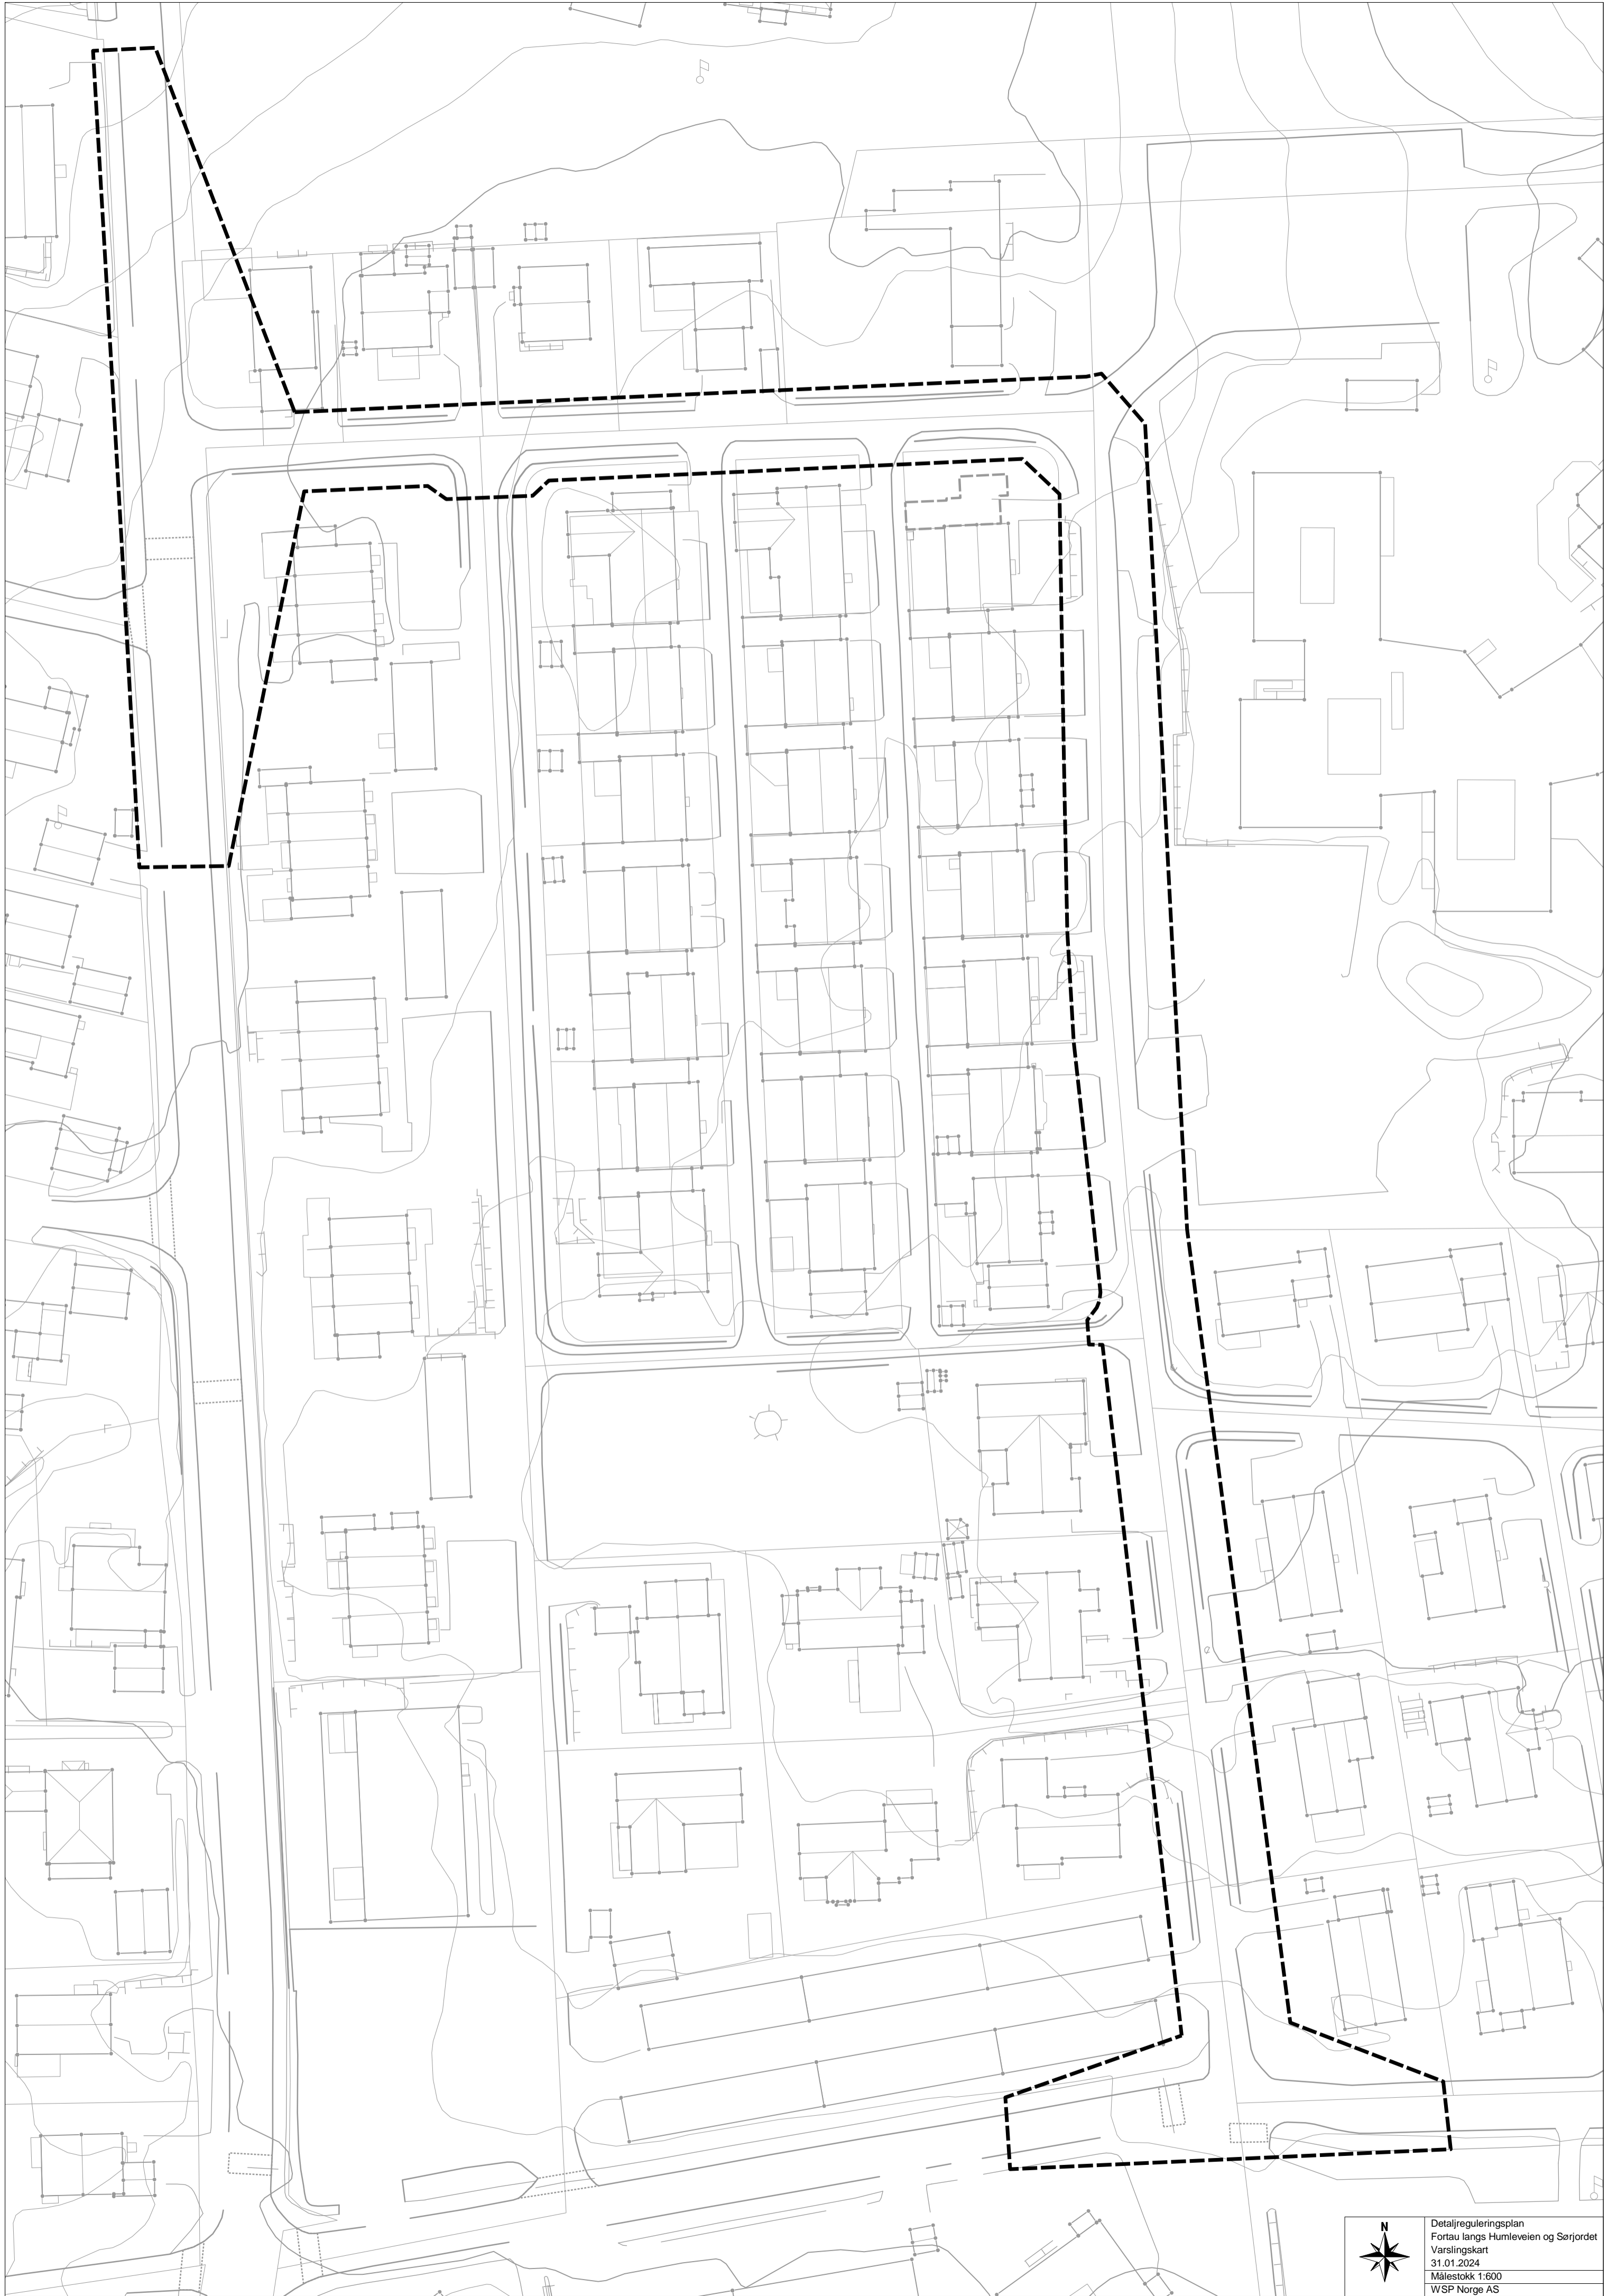 N
Detaljreguleringsplan
Fortau langs Humleveien og Sørjordet
Varslingskart
31.01.2024
Målestokk 1:600
WSP Norge AS